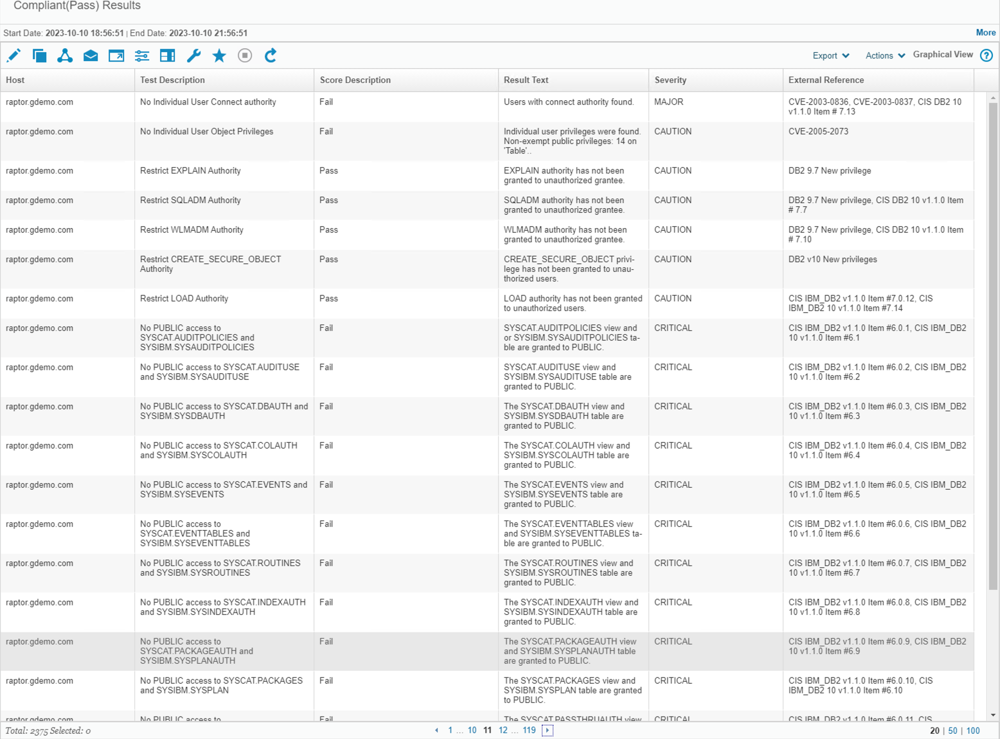 Compliant(Pass) Results
Start Date: 2023-10-10 18:56:51 | End Date: 2023-10-10 21:56:51
More
Export
Actions
Graphical View
?
Host
Test Description
Score Description
Result Text
Severity
External Reference
raptor.gdemo.com
No Individual User Connect authority
Fail
Users with connect authority found.
MAJOR
CVE-2003-0836, CVE-2003-0837, CIS DB2 10
v1.1.0 Item # 7.13
raptor.gdemo.com
No Individual User Object Privileges
Fail
Individual user privileges were found.
Non-exempt public privileges: 14 on
'Table'..
CAUTION
CVE-2005-2073
raptor.gdemo.com
Restrict EXPLAIN Authority
Pass
EXPLAIN authority has not been
granted to unauthorized grantee.
CAUTION
DB2 9.7 New privilege
raptor.gdemo.com
Restrict SQLADM Authority
Pass
SQLADM authority has not been
granted to unauthorized grantee.
CAUTION
DB2 9.7 New privilege, CIS DB2 10 v1.1.0 Item
# 7.7
raptor.gdemo.com
Restrict WLMADM Authority
Pass
WLMADM authority has not been
granted to unauthorized grantee.
CAUTION
DB2 9.7 New privilege, CIS DB2 10 v1.1.0 Item
# 7.10
raptor.gdemo.com
Restrict CREATE_SECURE_OBJECT
Authority
Pass
CREATE_SECURE_OBJECT privi-
lege has not been granted to unau-
thorized users.
CAUTION
DB2 v10 New privileges
raptor.gdemo.com
Restrict LOAD Authority
Pass
LOAD authority has not been granted
to unauthorized users.
CAUTION
CIS IBM_DB2 v1.1.0 Item #7.0.12, CIS
IBM_DB2 10 v1.1.0 Item #7.14
raptor.gdemo.com
No PUBLIC access to
SYSCAT.AUDITPOLICIES and
SYSIBM.SYSAUDITPOLICIES
Fail
SYSCAT.AUDITPOLICIES view and
or SYSIBM.SYSAUDITPOLICIES ta-
ble are granted to PUBLIC.
CRITICAL
CIS IBM_DB2 v1.1.0 Item #6.0.1, CIS IBM_DB2
10 v1.1.0 Item #6.1
raptor.gdemo.com
No PUBLIC access to SYSCAT.AUDITUSE
and SYSIBM.SYSAUDITUSE
Fail
SYSCAT.AUDITUSE view and
SYSIBM.SYSAUDITUSE table are
granted to PUBLIC.
CRITICAL
CIS IBM_DB2 v1.1.0 Item #6.0.2, CIS IBM_DB2
10 v1.1.0 Item #6.2
raptor.gdemo.com
No PUBLIC access to SYSCAT.DBAUTH and
SYSIBM.SYSDBAUTH
Fail
The SYSCAT.DBAUTH view and
SYSIBM.SYSDBAUTH table are
granted to PUBLIC.
CRITICAL
CIS IBM_DB2 v1.1.0 Item #6.0.3, CIS IBM_DB2
10 v1.1.0 Item #6.3
raptor.gdemo.com
No PUBLIC access to SYSCAT.COLAUTH
and SYSIBM.SYSCOLAUTH
Fail
The SYSCAT.COLAUTH view and
SYSIBM.SYSCOLAUTH table are
granted to PUBLIC.
CRITICAL
CIS IBM_DB2 v1.1.0 Item #6.0.4, CIS IBM_DB2
10 v1.1.0 Item #6.4
raptor.gdemo.com
No PUBLIC access to SYSCAT.EVENTS and
SYSIBM.SYSEVENTS
Fail
The SYSCAT.EVENTS view and
SYSIBM.SYSEVENTS table are
granted to PUBLIC.
CRITICAL
CIS IBM_DB2 v1.1.0 Item #6.0.5, CIS IBM_DB2
10 v1.1.0 Item #6.5
raptor.gdemo.com
No PUBLIC access to
SYSCAT.EVENTTABLES and
SYSIBM.SYSEVENTTABLES
Fail
The SYSCAT.EVENTTABLES view
and SYSIBM.SYSEVENTTABLES ta-
ble are granted to PUBLIC.
CRITICAL
CIS IBM_DB2 v1.1.0 Item #6.0.6, CIS IBM_DB2
10 v1.1.0 Item #6.6
raptor.gdemo.com
No PUBLIC access to SYSCAT.ROUTINES
and SYSIBM.SYSROUTINES
Fail
The SYSCAT.ROUTINES view and
SYSIBM.SYSROUTINES table are
granted to PUBLIC.
CRITICAL
CIS IBM_DB2 v1.1.0 Item #6.0.7, CIS IBM_DB2
10 v1.1.0 Item #6.7
raptor.gdemo.com
No PUBLIC access to SYSCAT.INDEXAUTH
and SYSIBM.SYSINDEXAUTH
Fail
The SYSCAT.INDEXAUTH view and
SYSIBM.SYSINDEXAUTH table are
granted to PUBLIC.
CRITICAL
CIS IBM_DB2 v1.1.0 Item #6.0.8, CIS IBM_DB2
10 v1.1.0 Item #6.8
raptor.gdemo.com
No PUBLIC access to
SYSCAT.PACKAGEAUTH and
SYSIBM.SYSPLANAUTH
Fail
The SYSCAT.PACKAGEAUTH view
and SYSIBM.SYSPLANAUTH table
are granted to PUBLIC.
CRITICAL
CIS IBM_DB2 v1.1.0 Item #6.0.9, CIS IBM_DB2
10 v1.1.0 Item #6.9
raptor.gdemo.com
No PUBLIC access to SYSCAT.PACKAGES
and SYSIBM.SYSPLAN
Fail
The SYSCAT.PACKAGES view and
SYSIBM.SYSPLAN table are granted
to PUBLIC.
CRITICAL
CIS IBM_DB2 v1.1.0 Item #6.0.10, CIS
IBM_DB2 10 v1.1.0 Item #6.10
raptor.gdemo.com
No PUBLIC access to
Fail
The SYSCAT.PASSTHRUAUTH view
CRITICAL
CIS IBM_DB2 v1.1.0 Item #6.0.11, CIS
Total: 2375 Selected: 0
1 ... 10 11 12 ... 119
20 | 50 | 100